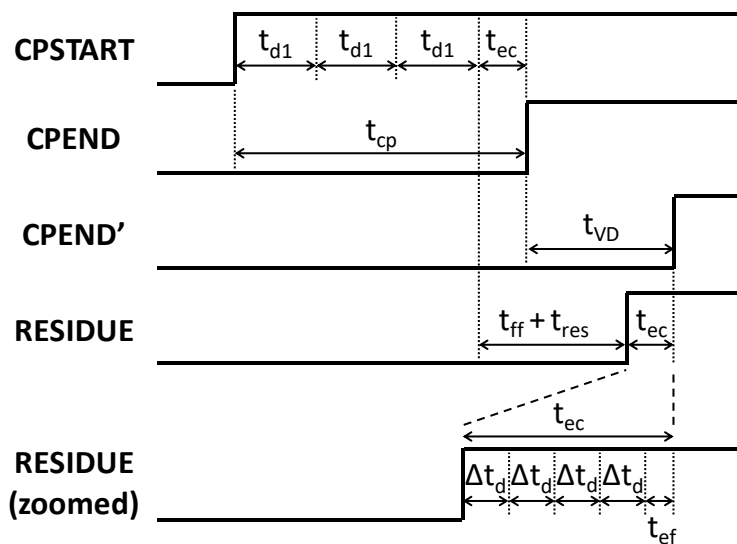 CPSTART
t_d1 t_d1 t_d1 t_ec
CPEND
t_cp
CPEND’
t_VD
RESIDUE
t_ff + t_res t_ec
t_ec
RESIDUE
(zoomed)
Δt_d Δt_d Δt_d Δt_d
t_ef